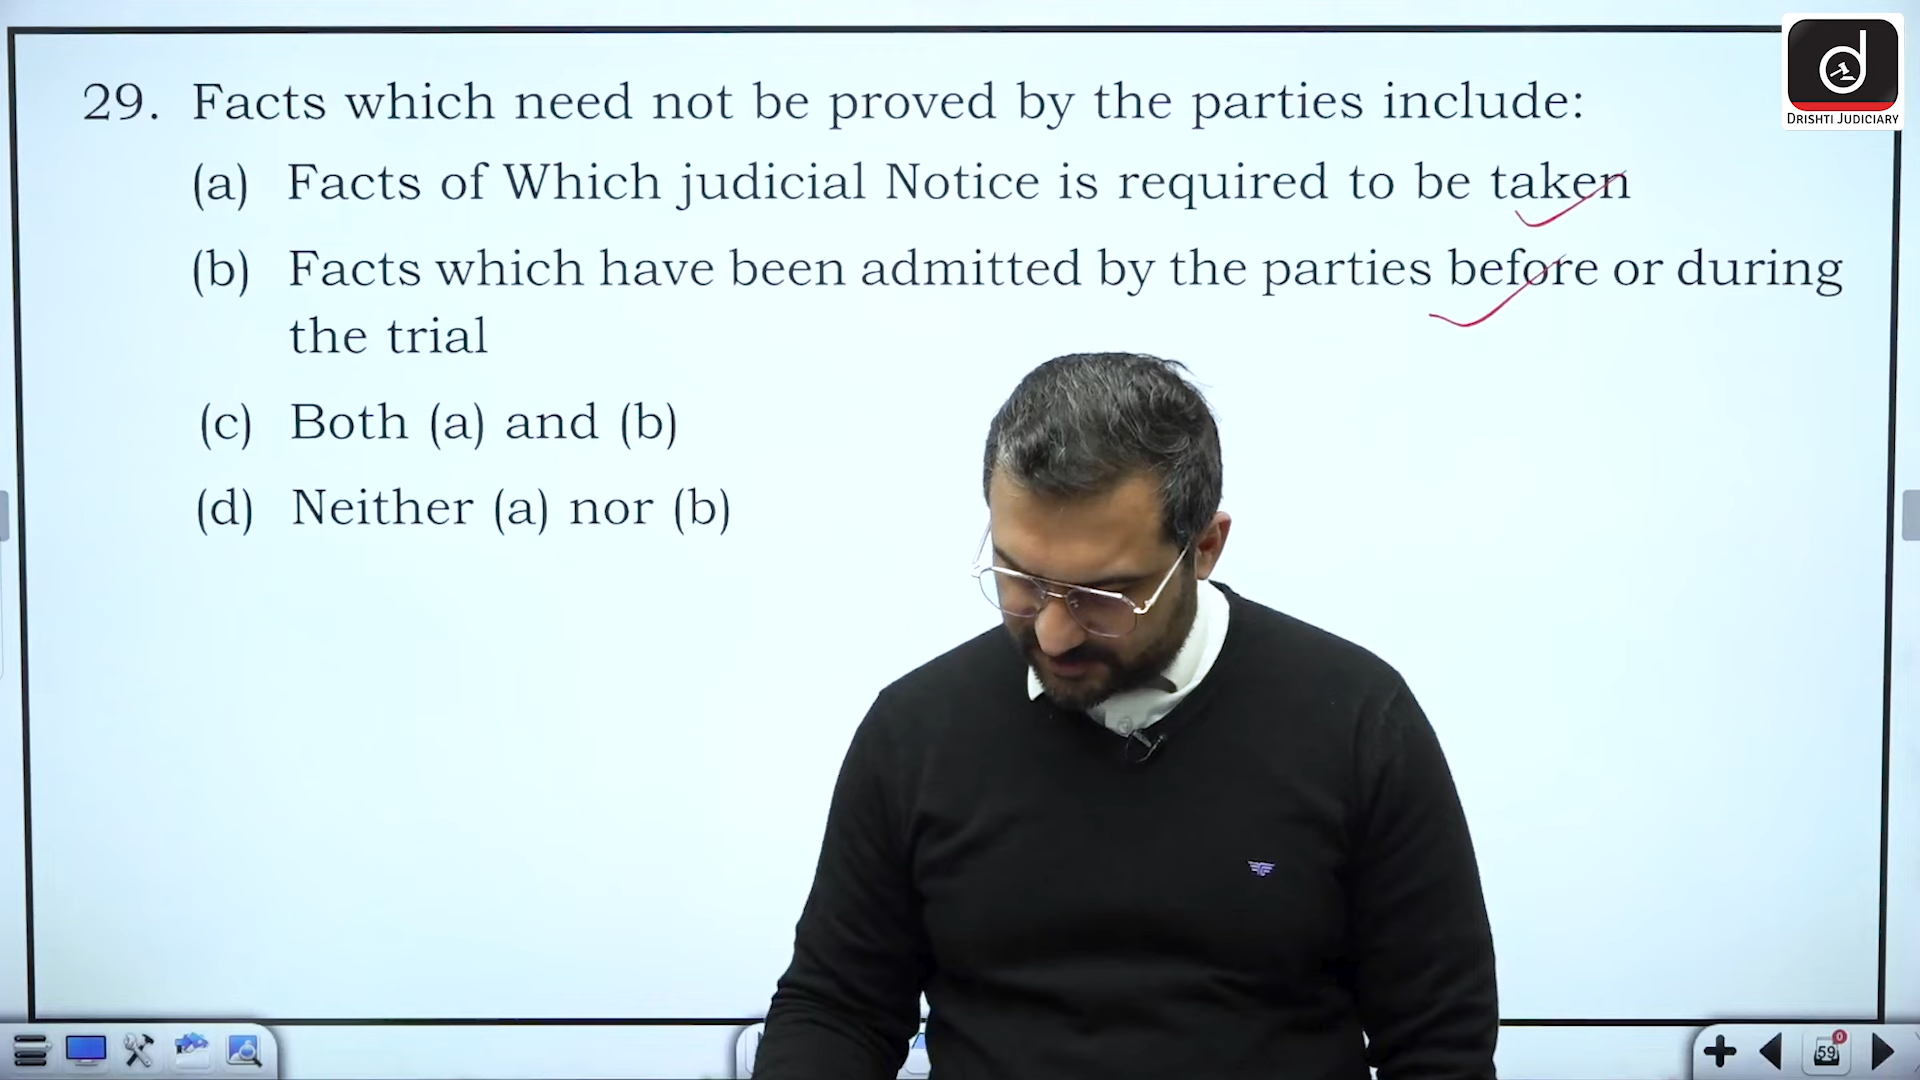 DRISHTI JUDICIARY
29. Facts which need not be proved by the parties include:
(a) Facts of Which judicial Notice is required to be taken
(b) Facts which have been admitted by the parties before or during
the trial
(c) Both (a) and (b)
(d) Neither (a) nor (b)
59
0